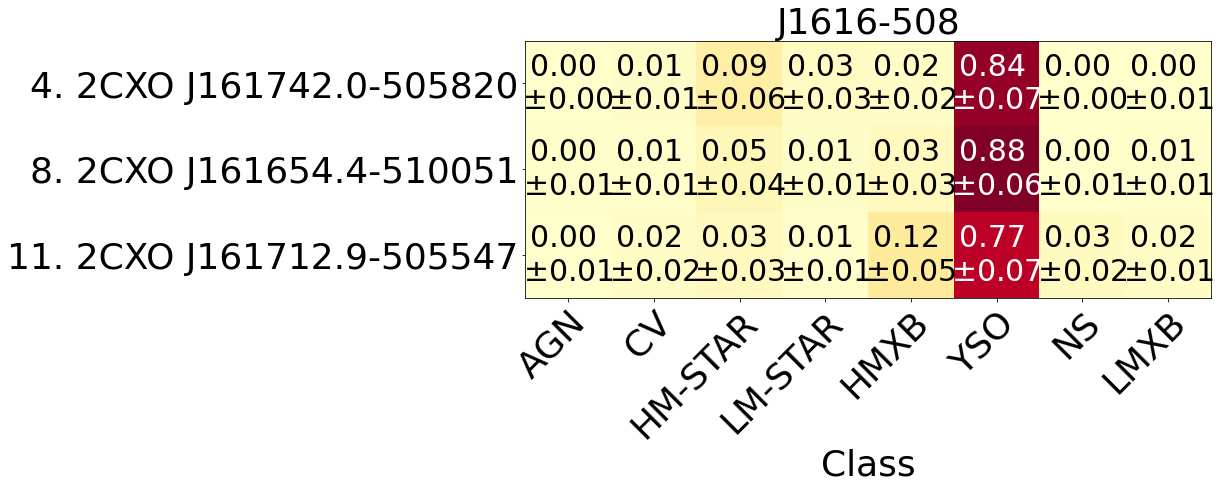 J1616-508
4. 2CXO J161742.0-505820 0.00 0.01 0.09 0.03 0.02 0.84 0.00 0.00
±0.00 ±0.01 ±0.06 ±0.03 ±0.02 ±0.07 ±0.00 ±0.01
8. 2CXO J161654.4-510051 0.00 0.01 0.05 0.01 0.03 0.88 0.00 0.01
±0.01 ±0.01 ±0.04 ±0.01 ±0.03 ±0.06 ±0.01 ±0.01
11. 2CXO J161712.9-505547 0.00 0.02 0.03 0.01 0.12 0.77 0.03 0.02
±0.01 ±0.02 ±0.03 ±0.01 ±0.05 ±0.07 ±0.02 ±0.01
AGN CV HM-STAR LM-STAR HMXB YSO NS LMXB
Class